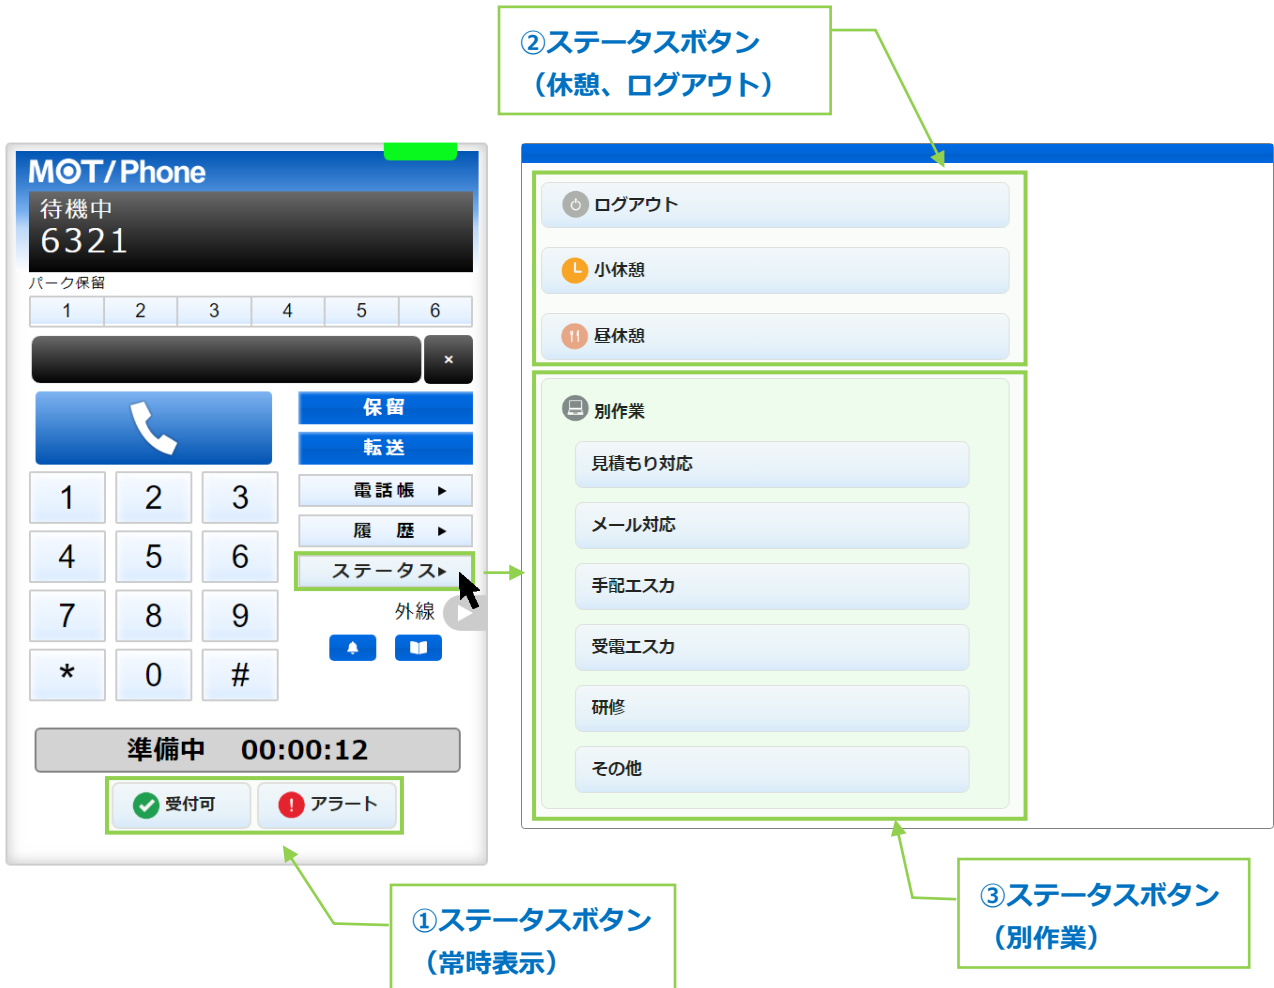 ②ステータスボタン
（休憩、ログアウト）
MOT/Phone
待機中
6321
パーク保留
1 2 3 4 5 6
×
保留
転送
電話帳 ▶
履 歴 ▶
ステータス▶
外線
1 2 3
4 5 6
7 8 9
* 0 #
準備中 00:00:12
受付可 アラート
ログアウト
小休憩
昼休憩
別作業
見積もり対応
メール対応
手配エスカ
受電エスカ
研修
その他
①ステータスボタン
（常時表示）
③ステータスボタン
（別作業）